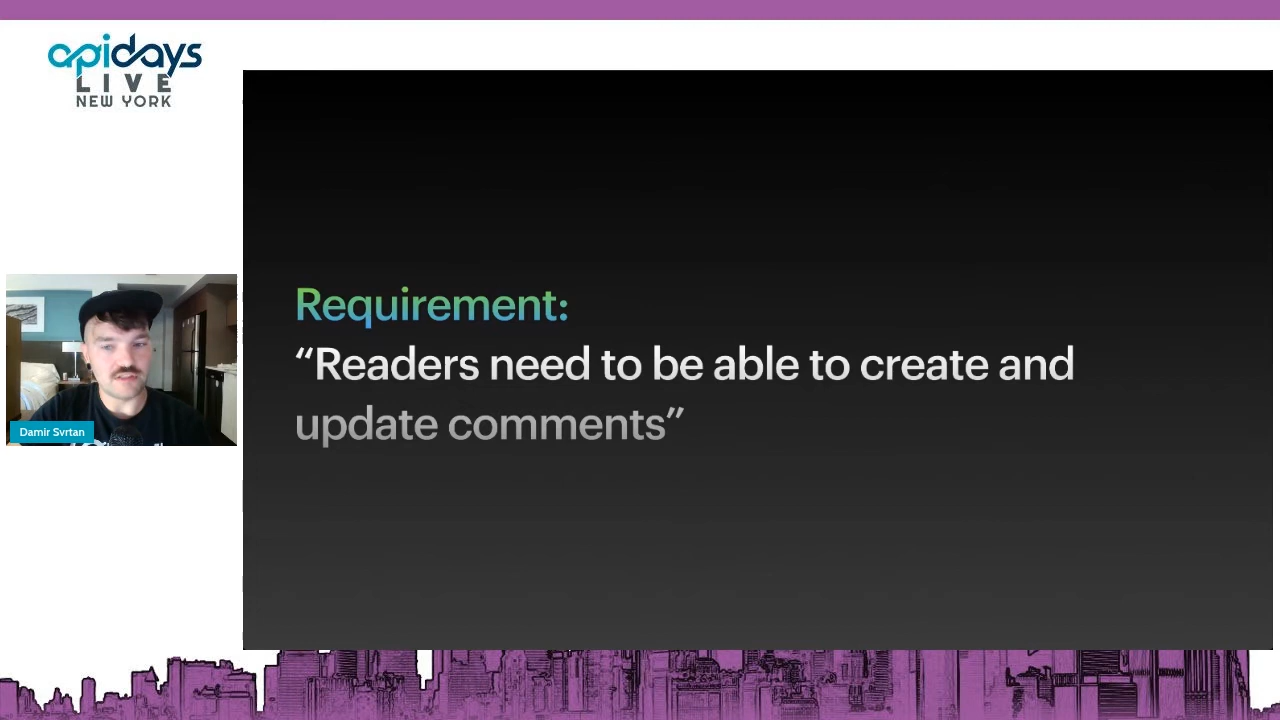 apidays
LIVE
NEW YORK
Requirement:
“Readers need to be able to create and
update comments”
Damir Svrtan